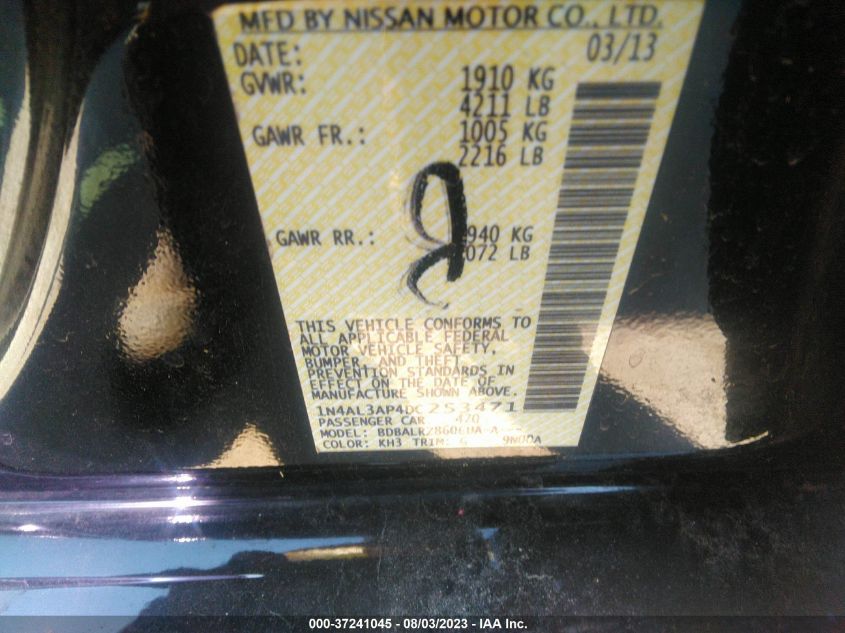 MFD BY NISSAN MOTOR CO., LTD.
DATE: 03/13
GVWR: 1910 KG
4211 LB
GAWR FR.: 1005 KG
2216 LB
GAWR RR.: 940 KG
072 LB
THIS VEHICLE CONFORMS TO
ALL APPLICABLE FEDERAL
MOTOR VEHICLE SAFETY,
BUMPER, AND THEFT
PREVENTION STANDARDS IN
EFFECT ON THE DATE OF
MANUFACTURE SHOWN ABOVE.
1N4AL3AP4DC253471
PASSENGER CAR 420
MODEL:
COLOR: KH3 TRIM: G
000-37241045 - 08/03/2023 - IAA Inc.